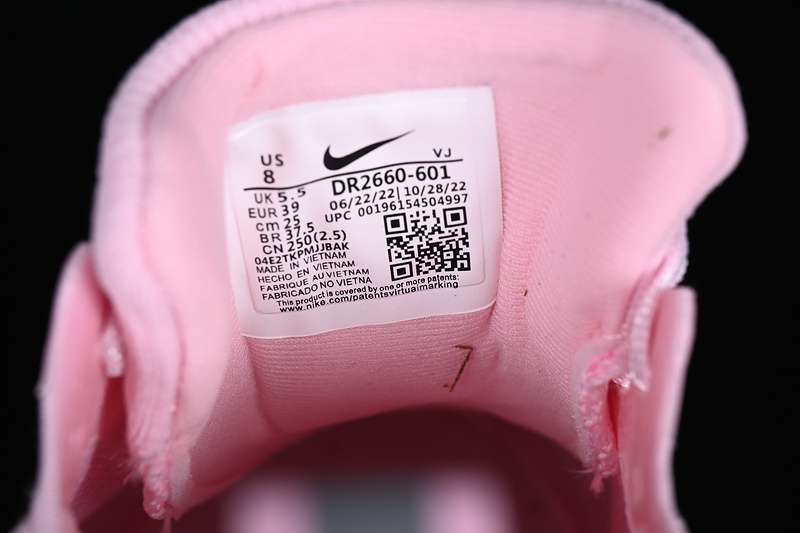 US
8
VJ
UK 5.5
DR2660-601
EUR 39
06/22/22 | 10/28/22
cm 25
UPC 00196154504997
BR 37.5
CN 250(2.5)
04E2TKPMJJBAK
MADE IN VIETNAM
HECHO EN VIETNAM
FABRIQUE AU VIETNAM
FABRICADO NO VIETNA
This product is covered by one or more patents:
www.nike.com/patentsvirtualmarking
7